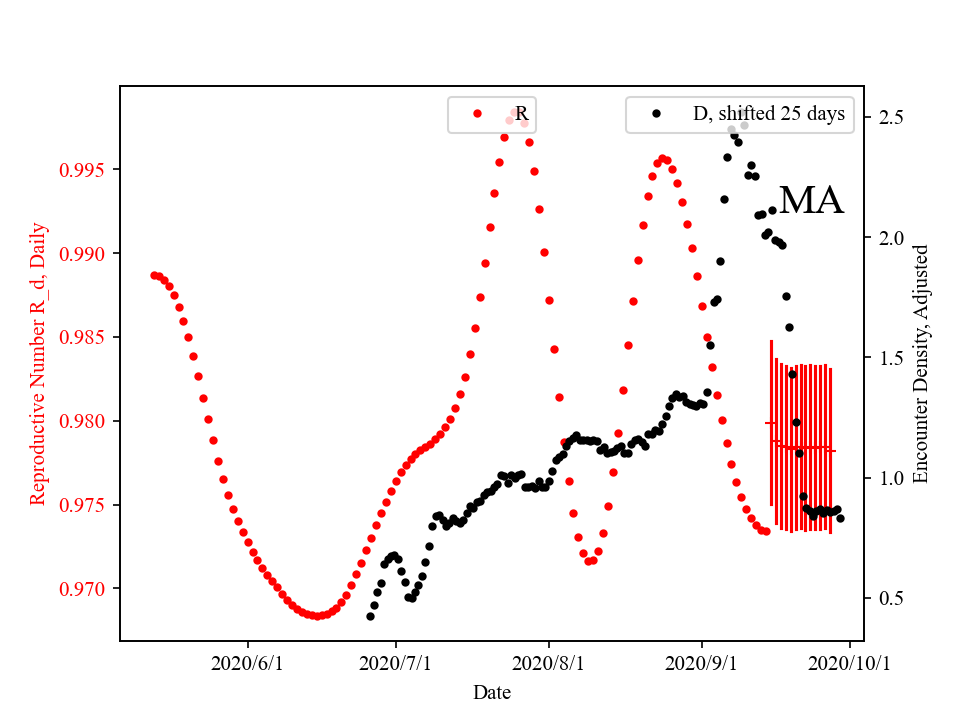 R
D, shifted 25 days
MA
0.995
0.990
0.985
0.980
0.975
0.970
Reproductive Number R_d, Daily
2.5
2.0
1.5
1.0
0.5
Encounter Density, Adjusted
2020/6/1
2020/7/1
2020/8/1
2020/9/1
2020/10/1
Date